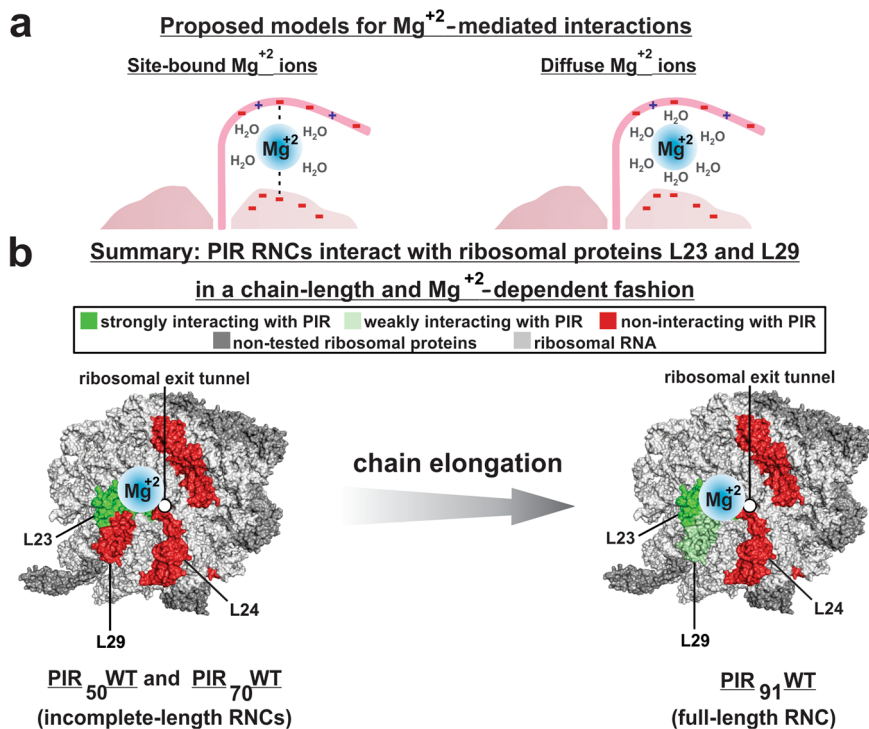 a
Proposed models for Mg+2-mediated interactions
Site-bound Mg+2 ions
Diffuse Mg+2 ions
- + - + -
H2O H2O
Mg+2
H2O H2O
- - - - -
- + - + -
H2O
H2O H2O
Mg+2
H2O H2O
H2O
- - - - -
b
Summary: PIR RNCs interact with ribosomal proteins L23 and L29
in a chain-length and Mg+2-dependent fashion
strongly interacting with PIR weakly interacting with PIR non-interacting with PIR
non-tested ribosomal proteins ribosomal RNA
ribosomal exit tunnel
ribosomal exit tunnel
chain elongation
Mg+2
Mg+2
L23
L23
L24
L24
L29
L29
PIR50WT and PIR70WT
(incomplete-length RNCs)
PIR91WT
(full-length RNC)